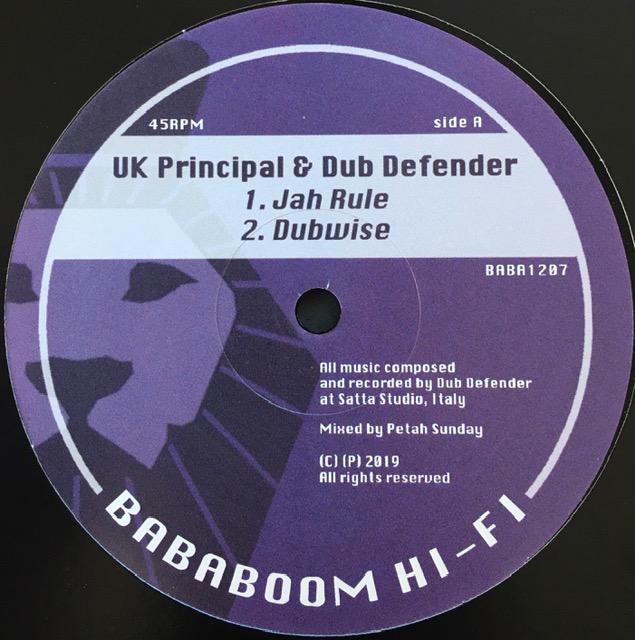 45RPM
side A
UK Principal & Dub Defender
1. Jah Rule
2. Dubwise
BABA1207
All music composed
and recorded by Dub Defender
at Satta Studio, Italy
Mixed by Petah Sunday
(C) (P) 2019
All rights reserved
BABABOOM HI-FI